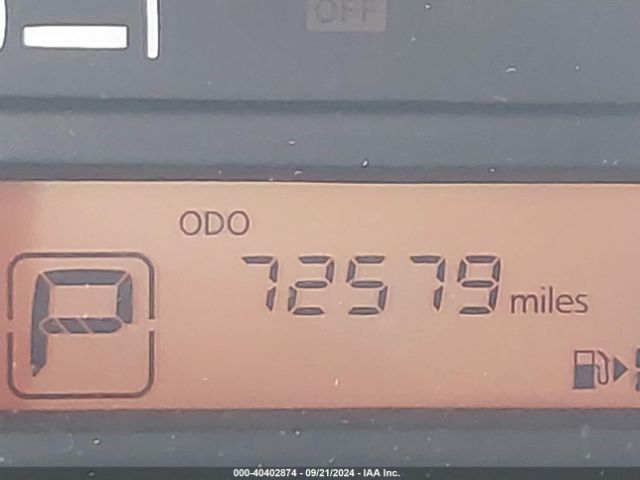 OFF
ODO
P 72579 miles
000-40402874 - 09/21/2024 - IAA Inc.